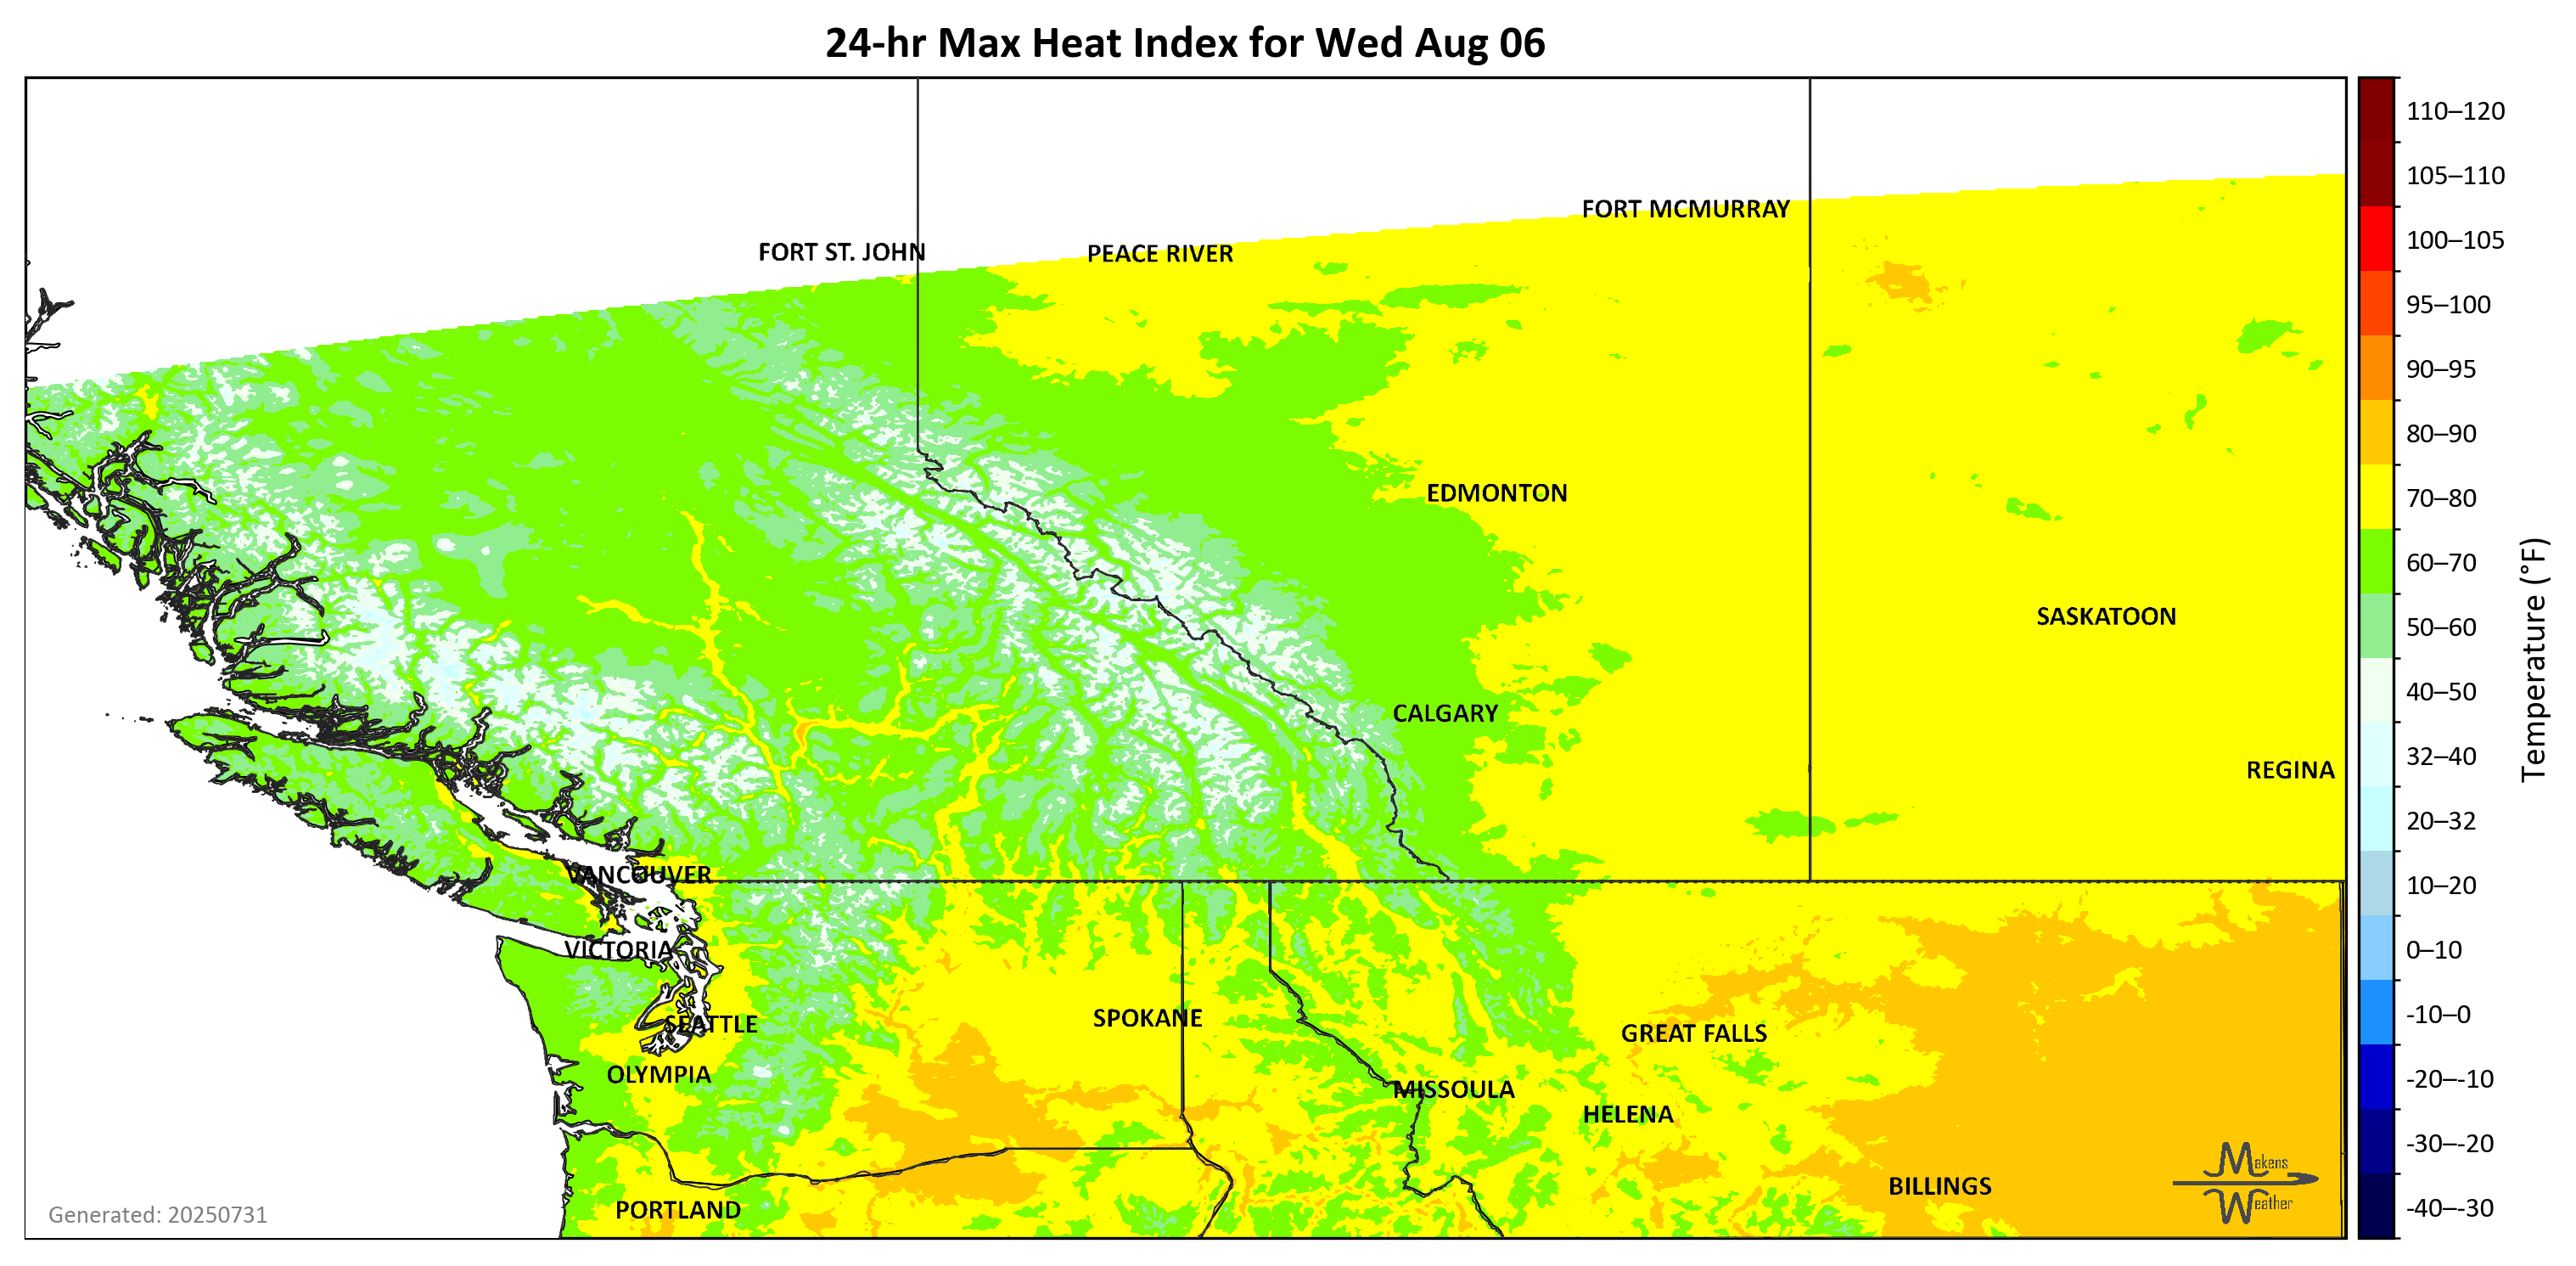 24-hr Max Heat Index for Wed Aug 06
FORT MCMURRAY
FORT ST. JOHN
PEACE RIVER
EDMONTON
SASKATOON
CALGARY
REGINA
VANCOUVER
VICTORIA
SEATTLE
SPOKANE
GREAT FALLS
OLYMPIA
MISSOULA
HELENA
PORTLAND
BILLINGS
Makens
Weather
Generated: 20250731
110–120
105–110
100–105
95–100
90–95
80–90
70–80
60–70
50–60
40–50
32–40
20–32
10–20
0–10
-10–0
-20–-10
-30–-20
-40–-30
Temperature (°F)